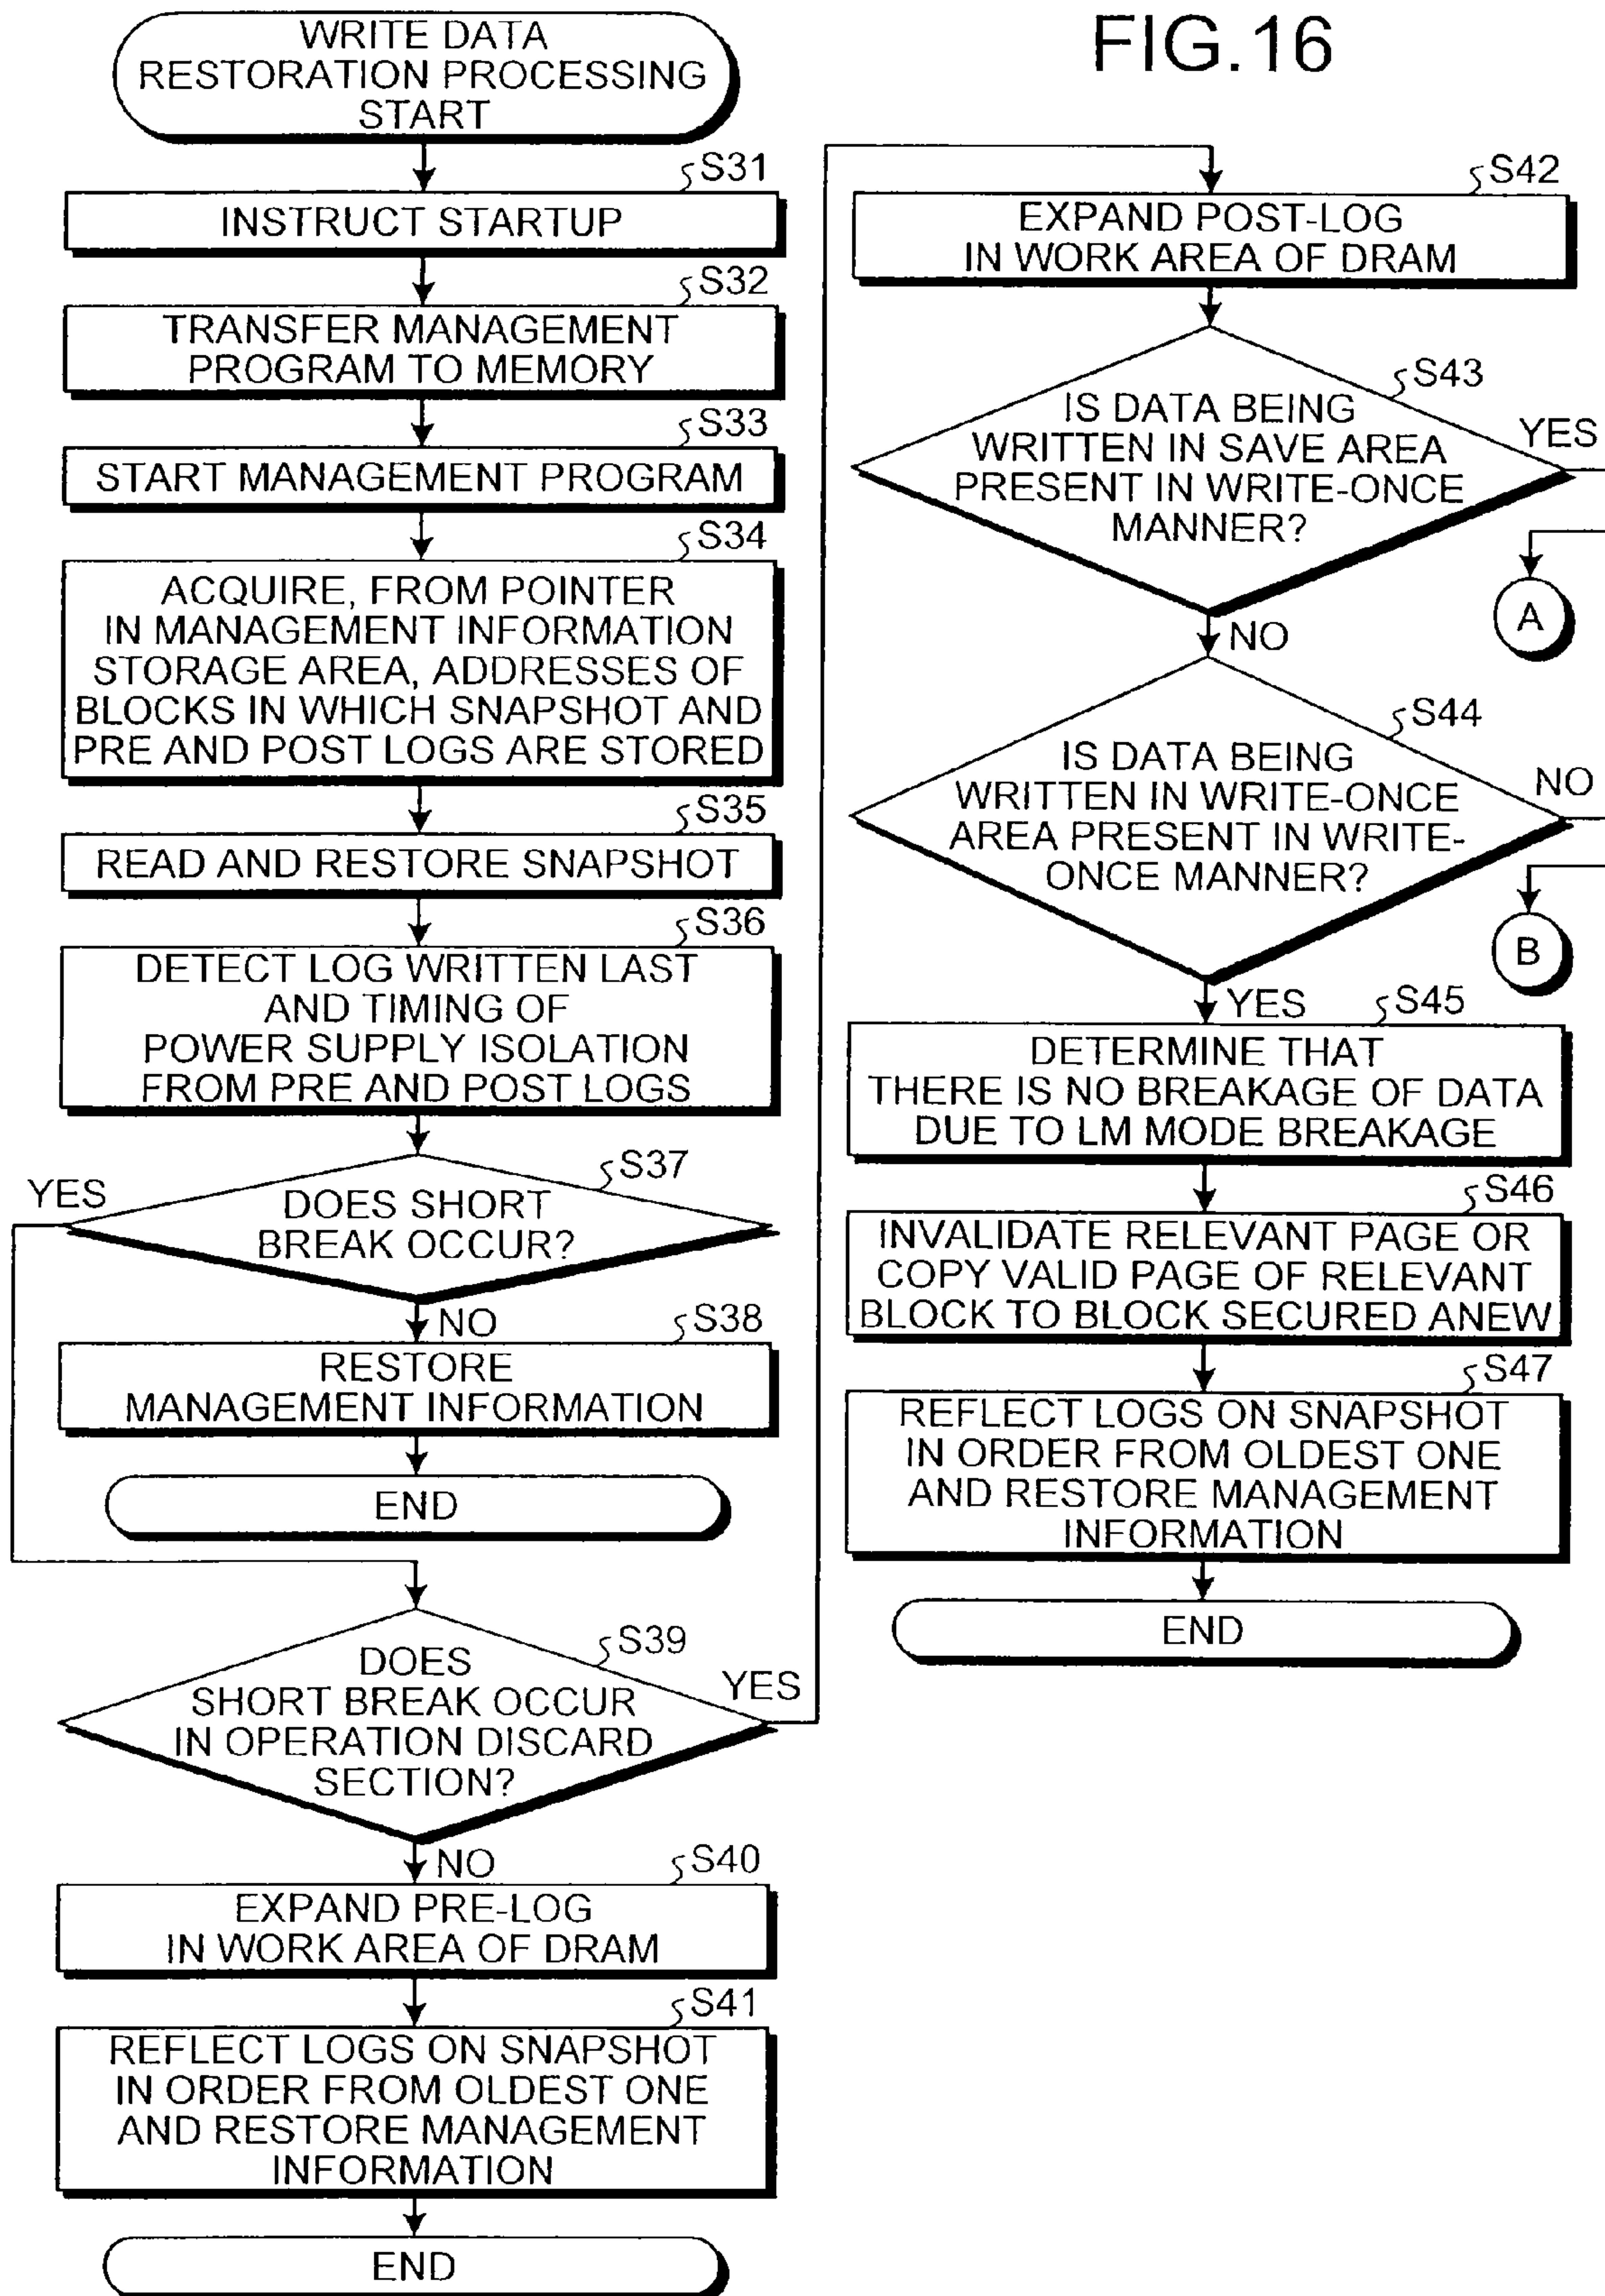 FIG.16
WRITE DATA
RESTORATION PROCESSING
START
S31
INSTRUCT STARTUP
S32
TRANSFER MANAGEMENT
PROGRAM TO MEMORY
S33
START MANAGEMENT PROGRAM
S34
ACQUIRE, FROM POINTER
IN MANAGEMENT INFORMATION
STORAGE AREA, ADDRESSES OF
BLOCKS IN WHICH SNAPSHOT AND
PRE AND POST LOGS ARE STORED
S35
READ AND RESTORE SNAPSHOT
S36
DETECT LOG WRITTEN LAST
AND TIMING OF
POWER SUPPLY ISOLATION
FROM PRE AND POST LOGS
S37
YES
DOES SHORT
BREAK OCCUR?
NO
S38
RESTORE
MANAGEMENT INFORMATION
END
S39
DOES
SHORT BREAK OCCUR
IN OPERATION DISCARD
SECTION?
YES
NO
S40
EXPAND PRE-LOG
IN WORK AREA OF DRAM
S41
REFLECT LOGS ON SNAPSHOT
IN ORDER FROM OLDEST ONE
AND RESTORE MANAGEMENT
INFORMATION
END
S42
EXPAND POST-LOG
IN WORK AREA OF DRAM
S43
IS DATA BEING
WRITTEN IN SAVE AREA
PRESENT IN WRITE-ONCE
MANNER?
YES
A
NO
S44
IS DATA BEING
WRITTEN IN WRITE-ONCE
AREA PRESENT IN WRITE-
ONCE MANNER?
NO
B
YES
S45
DETERMINE THAT
THERE IS NO BREAKAGE OF DATA
DUE TO LM MODE BREAKAGE
S46
INVALIDATE RELEVANT PAGE OR
COPY VALID PAGE OF RELEVANT
BLOCK TO BLOCK SECURED ANEW
S47
REFLECT LOGS ON SNAPSHOT
IN ORDER FROM OLDEST ONE
AND RESTORE MANAGEMENT
INFORMATION
END